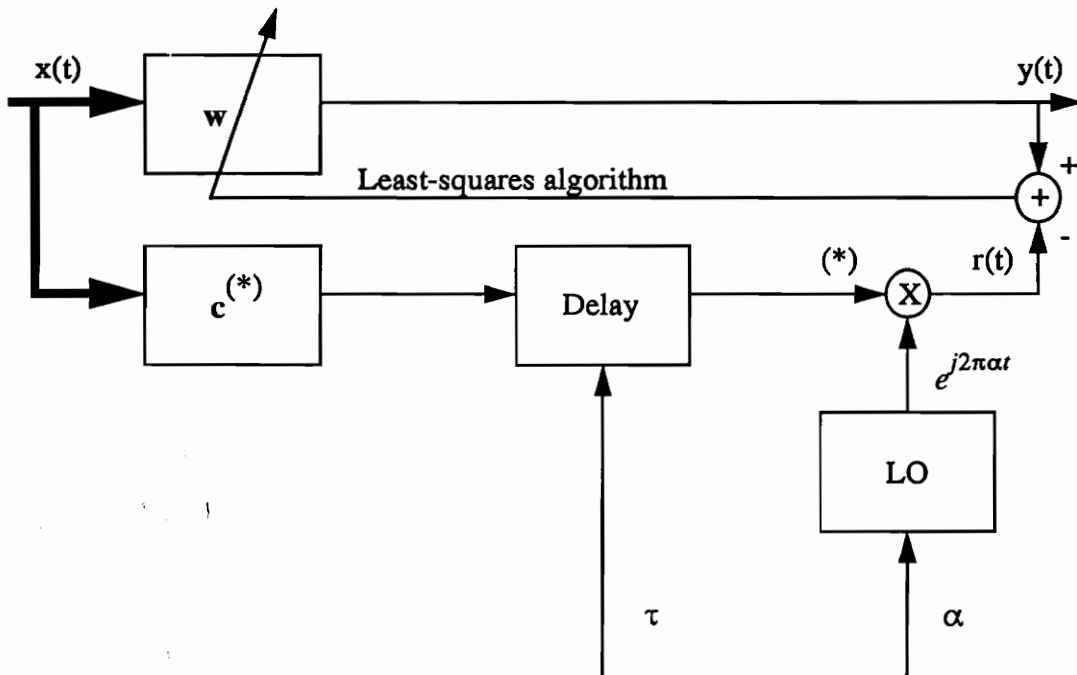 x(t)
y(t)
w
+
Least-squares algorithm
+
-
(*)
r(t)
c(*)
Delay
X
e^{j2παt}
LO
τ
α